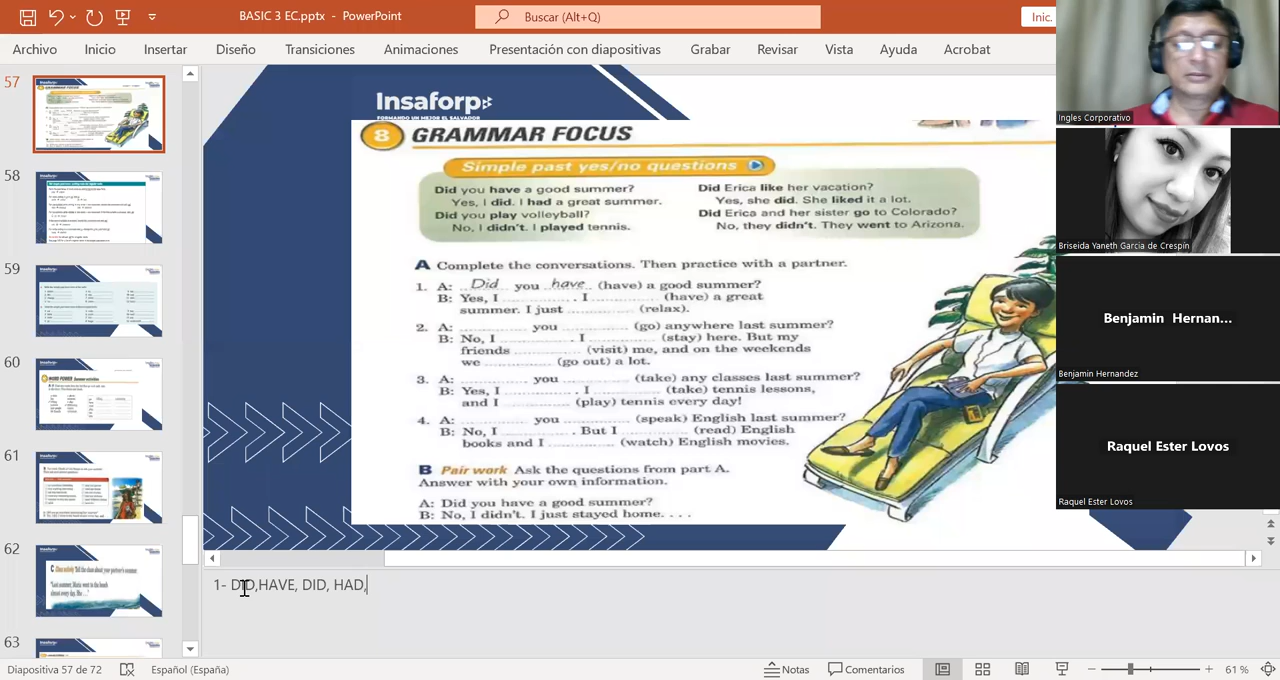 BASIC 3 EC.pptx - PowerPoint
Buscar (Alt+Q)
Inic.
Archivo Inicio Insertar Diseño Transiciones Animaciones Presentación con diapositivas Grabar Revisar Vista Ayuda Acrobat
57
58
59
60
61
62
63
Insaforp
FORMANDO UN MEJOR EL SALVADOR
8 GRAMMAR FOCUS
Simple past yes/no questions
Did you have a good summer?
Yes, I did. I had a great summer.
Did you play volleyball?
No, I didn't. I played tennis.
Did Erica like her vacation?
Yes, she did. She liked it a lot.
Did Erica and her sister go to Colorado?
No, they didn't. They went to Arizona.
A Complete the conversations. Then practice with a partner.
1. A: Did you have (have) a good summer?
B: Yes, I ............ . I ............ (have) a great
summer. I just ............ (relax).
2. A: ............ you ............ (go) anywhere last summer?
B: No, I ............ . I ............ (stay) here. But my
friends ............ (visit) me, and on the weekends
we ............ (go out) a lot.
3. A: ............ you ............ (take) any classes last summer?
B: Yes, I ............ . I ............ (take) tennis lessons,
and I ............ (play) tennis every day!
4. A: ............ you ............ (speak) English last summer?
B: No, I ............ . But I ............ (read) English
books and I ............ (watch) English movies.
B Pair work Ask the questions from part A.
Answer with your own information.
A: Did you have a good summer?
B: No, I didn't. I just stayed home. . . .
1- DID,HAVE, DID, HAD,
Ingles Corporativo
Briseida Yaneth Garcia de Crespin
Benjamin Hernan...
Benjamin Hernandez
Raquel Ester Lovos
Raquel Ester Lovos
Diapositiva 57 de 72
Español (España)
Notas
Comentarios
61 %